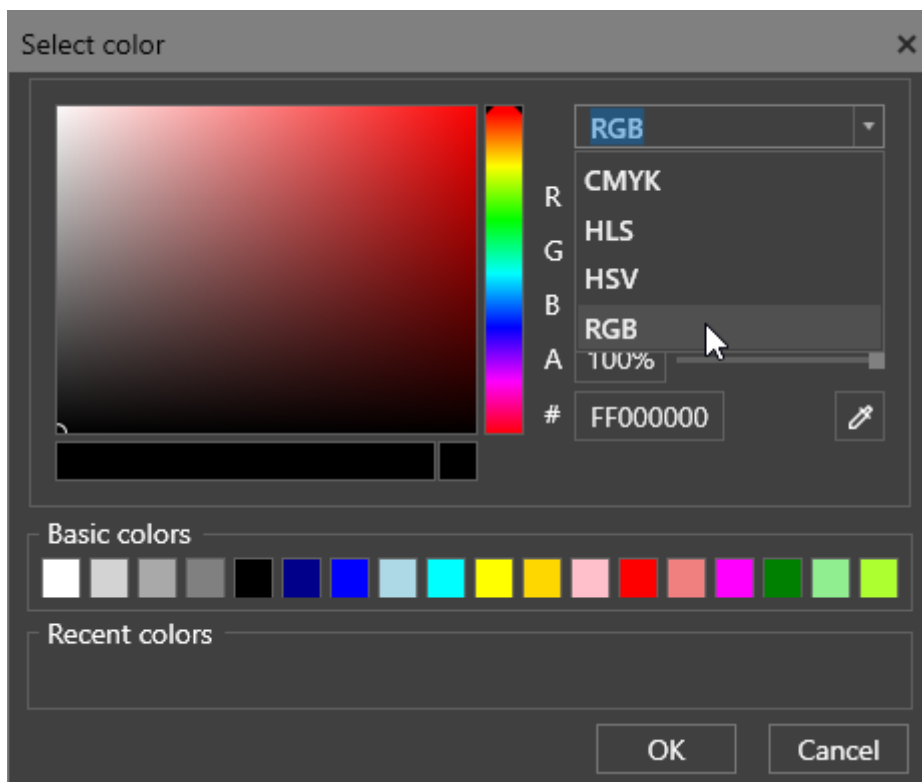 Select color
RGB
CMYK
R
HLS
G
HSV
B
RGB
A 100%
# FF000000
Basic colors
Recent colors
OK Cancel